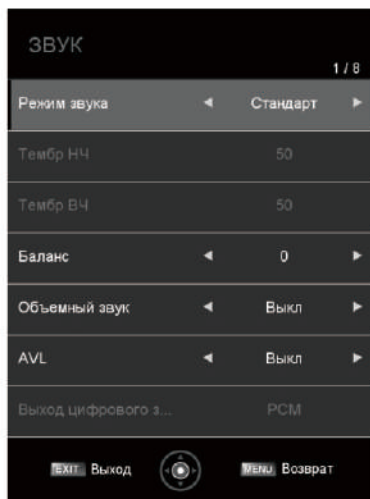 ЗВУК
1 / 8
Режим звука ◄ Стандарт ►
Тембр НЧ 50
Тембр ВЧ 50
Баланс ◄ 0 ►
Объемный звук ◄ Выкл ►
AVL ◄ Выкл ►
Выход цифрового з... PCM
EXIT Выход MENU Возврат